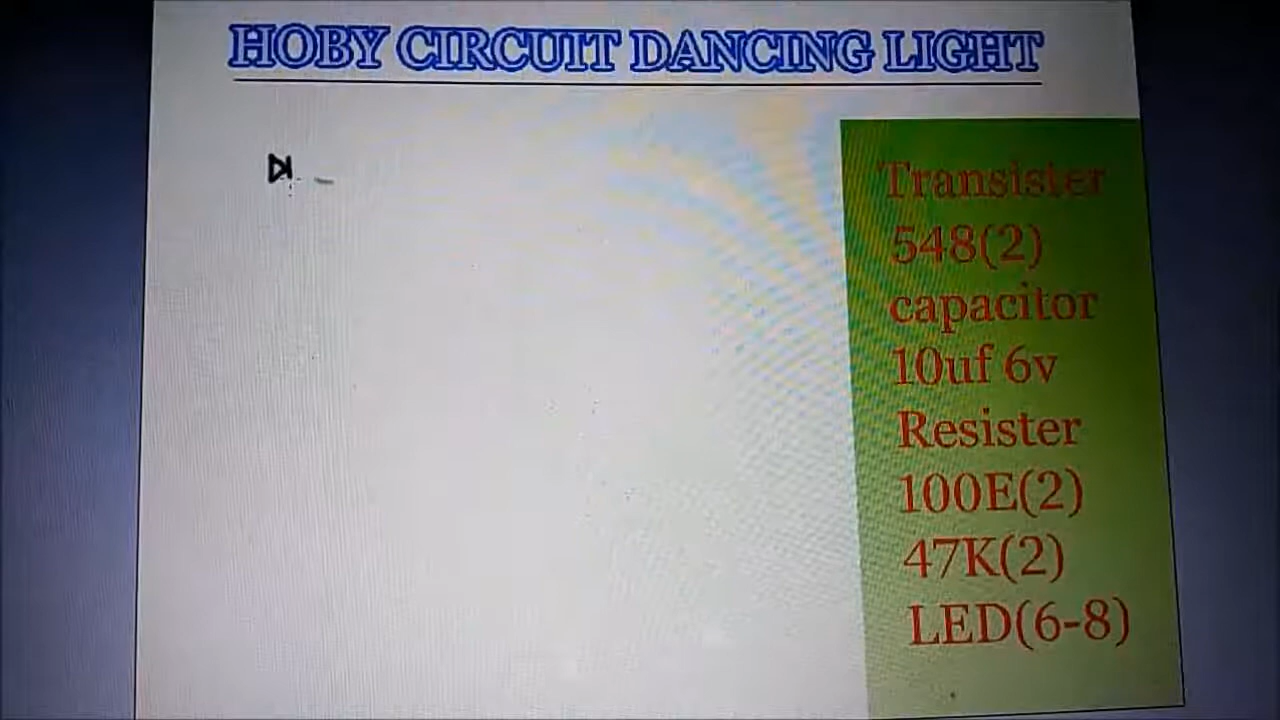 HOBY CIRCUIT DANCING LIGHT
Transister
548(2)
capacitor
10uf 6v
Resister
100E(2)
47K(2)
LED(6-8)